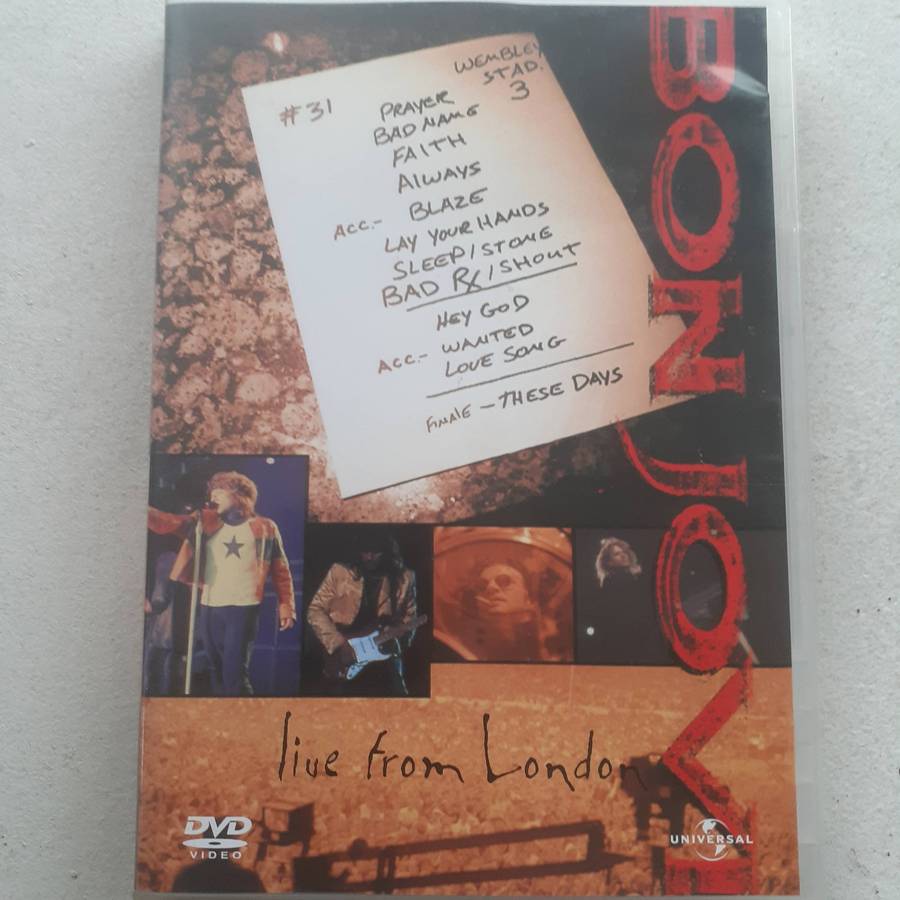 WEMBLEY
STAD.
3
#31
PRAYER
BAD NAME
FAITH
ALWAYS
ACC.- BLAZE
LAY YOUR HANDS
SLEEP/STONE
BAD RX/SHOUT
HEY GOD
ACC.- WANTED
LOVE SONG
FINALE - THESE DAYS
BON JOVI
live from London
DVD
VIDEO
UNIVERSAL